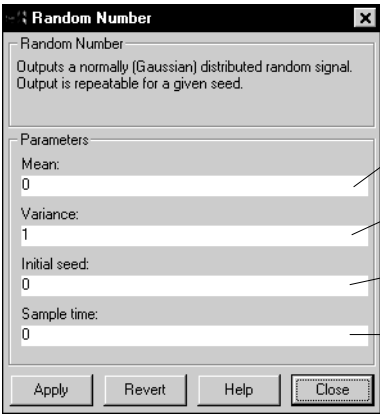 Random Number
Random Number
Outputs a normally (Gaussian) distributed random signal.
Output is repeatable for a given seed.
Parameters
Mean:
0
Variance:
1
Initial seed:
0
Sample time:
0
Apply Revert Help Close